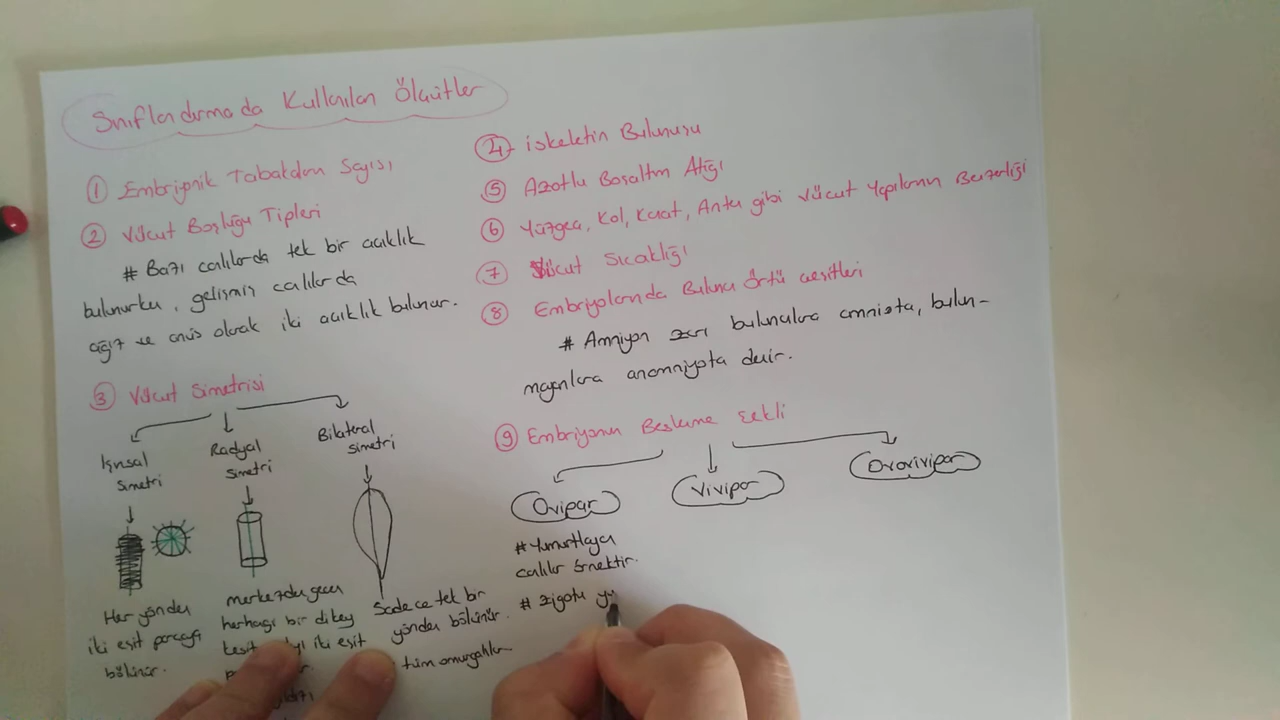 Sınıflandırmada Kullanılan Ölçütler
① Embriyonik Tabakaların Sayısı
② Vücut Boşluğu Tipleri
# Bazı canlılarda tek bir açıklık
bulunurken, gelişmiş canlılarda
ağız ve anüs olarak iki açıklık bulunur.
③ Vücut Simetrisi
Işınsal
Simetri
Her yönden
iki eşit parçaya
bölünür.
Radyal
Simetri
merkezden geçen
herhangi bir dikey
iki eşit
Bilateral
simetri
Sadece tek bir
yönden bölünür.
tüm omurgalılar
④ İskeletin Bulunuşu
⑤ Azotlu Boşaltım Atığı
⑥ Yüzgeç, Kol, Kanat, Anten gibi Vücut Yapılarının Benzerliği
⑦ Vücut Sıcaklığı
⑧ Embriyolarında Bulunan Örtü çeşitleri
# Amniyon zarı bulunanlara amniota, bulun-
mayanlara anamniyota denir.
⑨ Embriyonun Beslenme Şekli
Ovipar
Vivipar
Ovovivipar
# Yumurtlayan
canlılar örnektir.
# zigotu yu